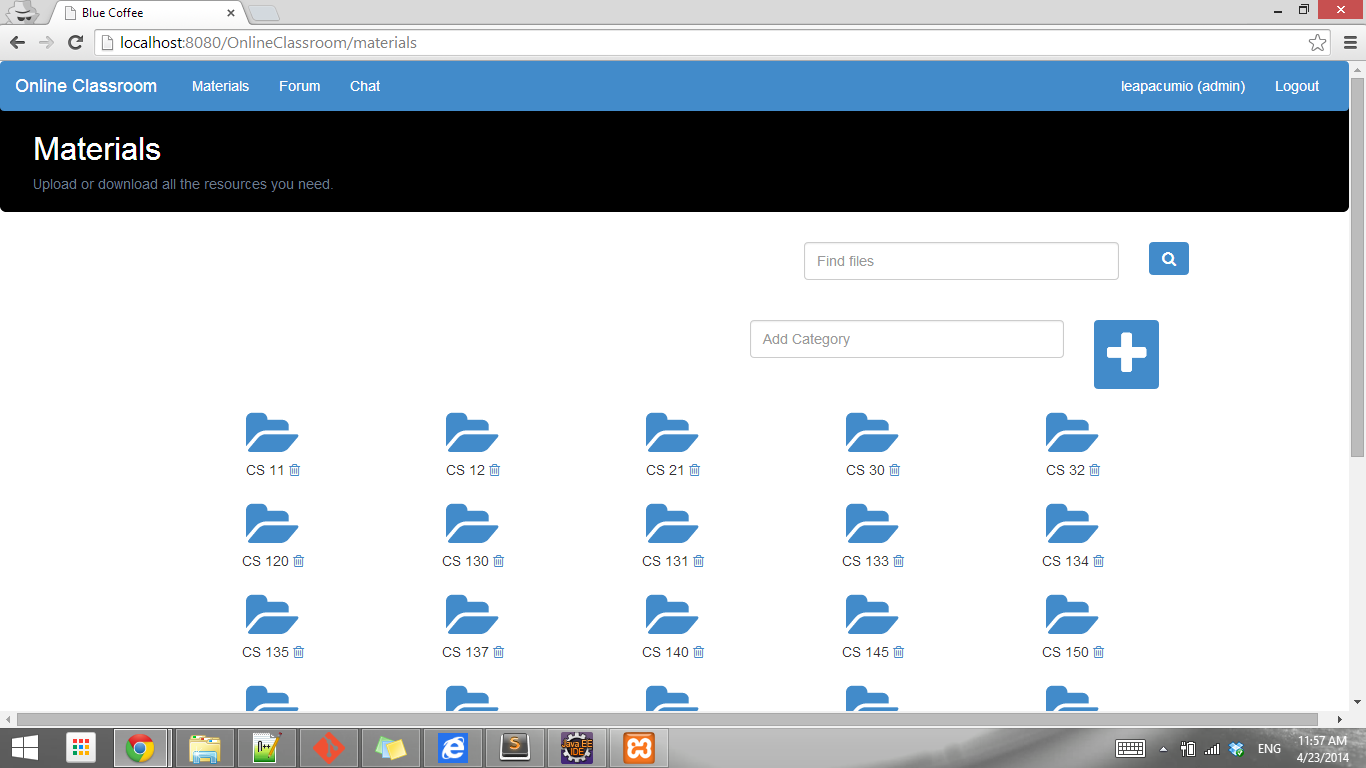 Blue Coffee
localhost:8080/OnlineClassroom/materials
Online Classroom Materials Forum Chat leapacumio (admin) Logout
Materials
Upload or download all the resources you need.
Find files
Add Category
CS 11 CS 12 CS 21 CS 30 CS 32
CS 120 CS 130 CS 131 CS 133 CS 134
CS 135 CS 137 CS 140 CS 145 CS 150
Java EE
IDE
ENG
11:57 AM
4/23/2014